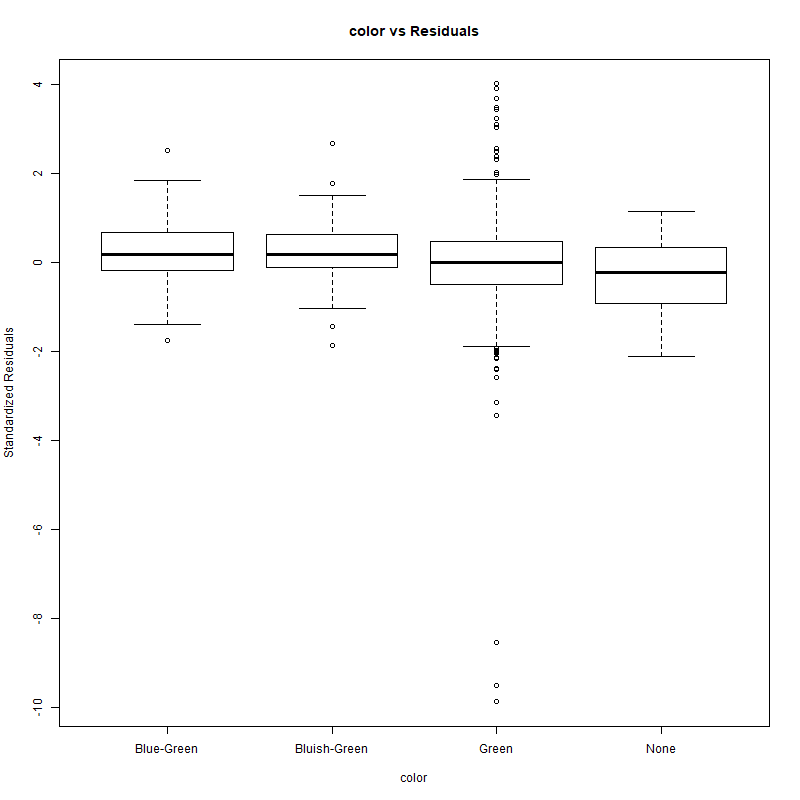 color vs Residuals
Standardized Residuals
4
2
0
-2
-4
-6
-8
-10
Blue-Green Bluish-Green Green None
color